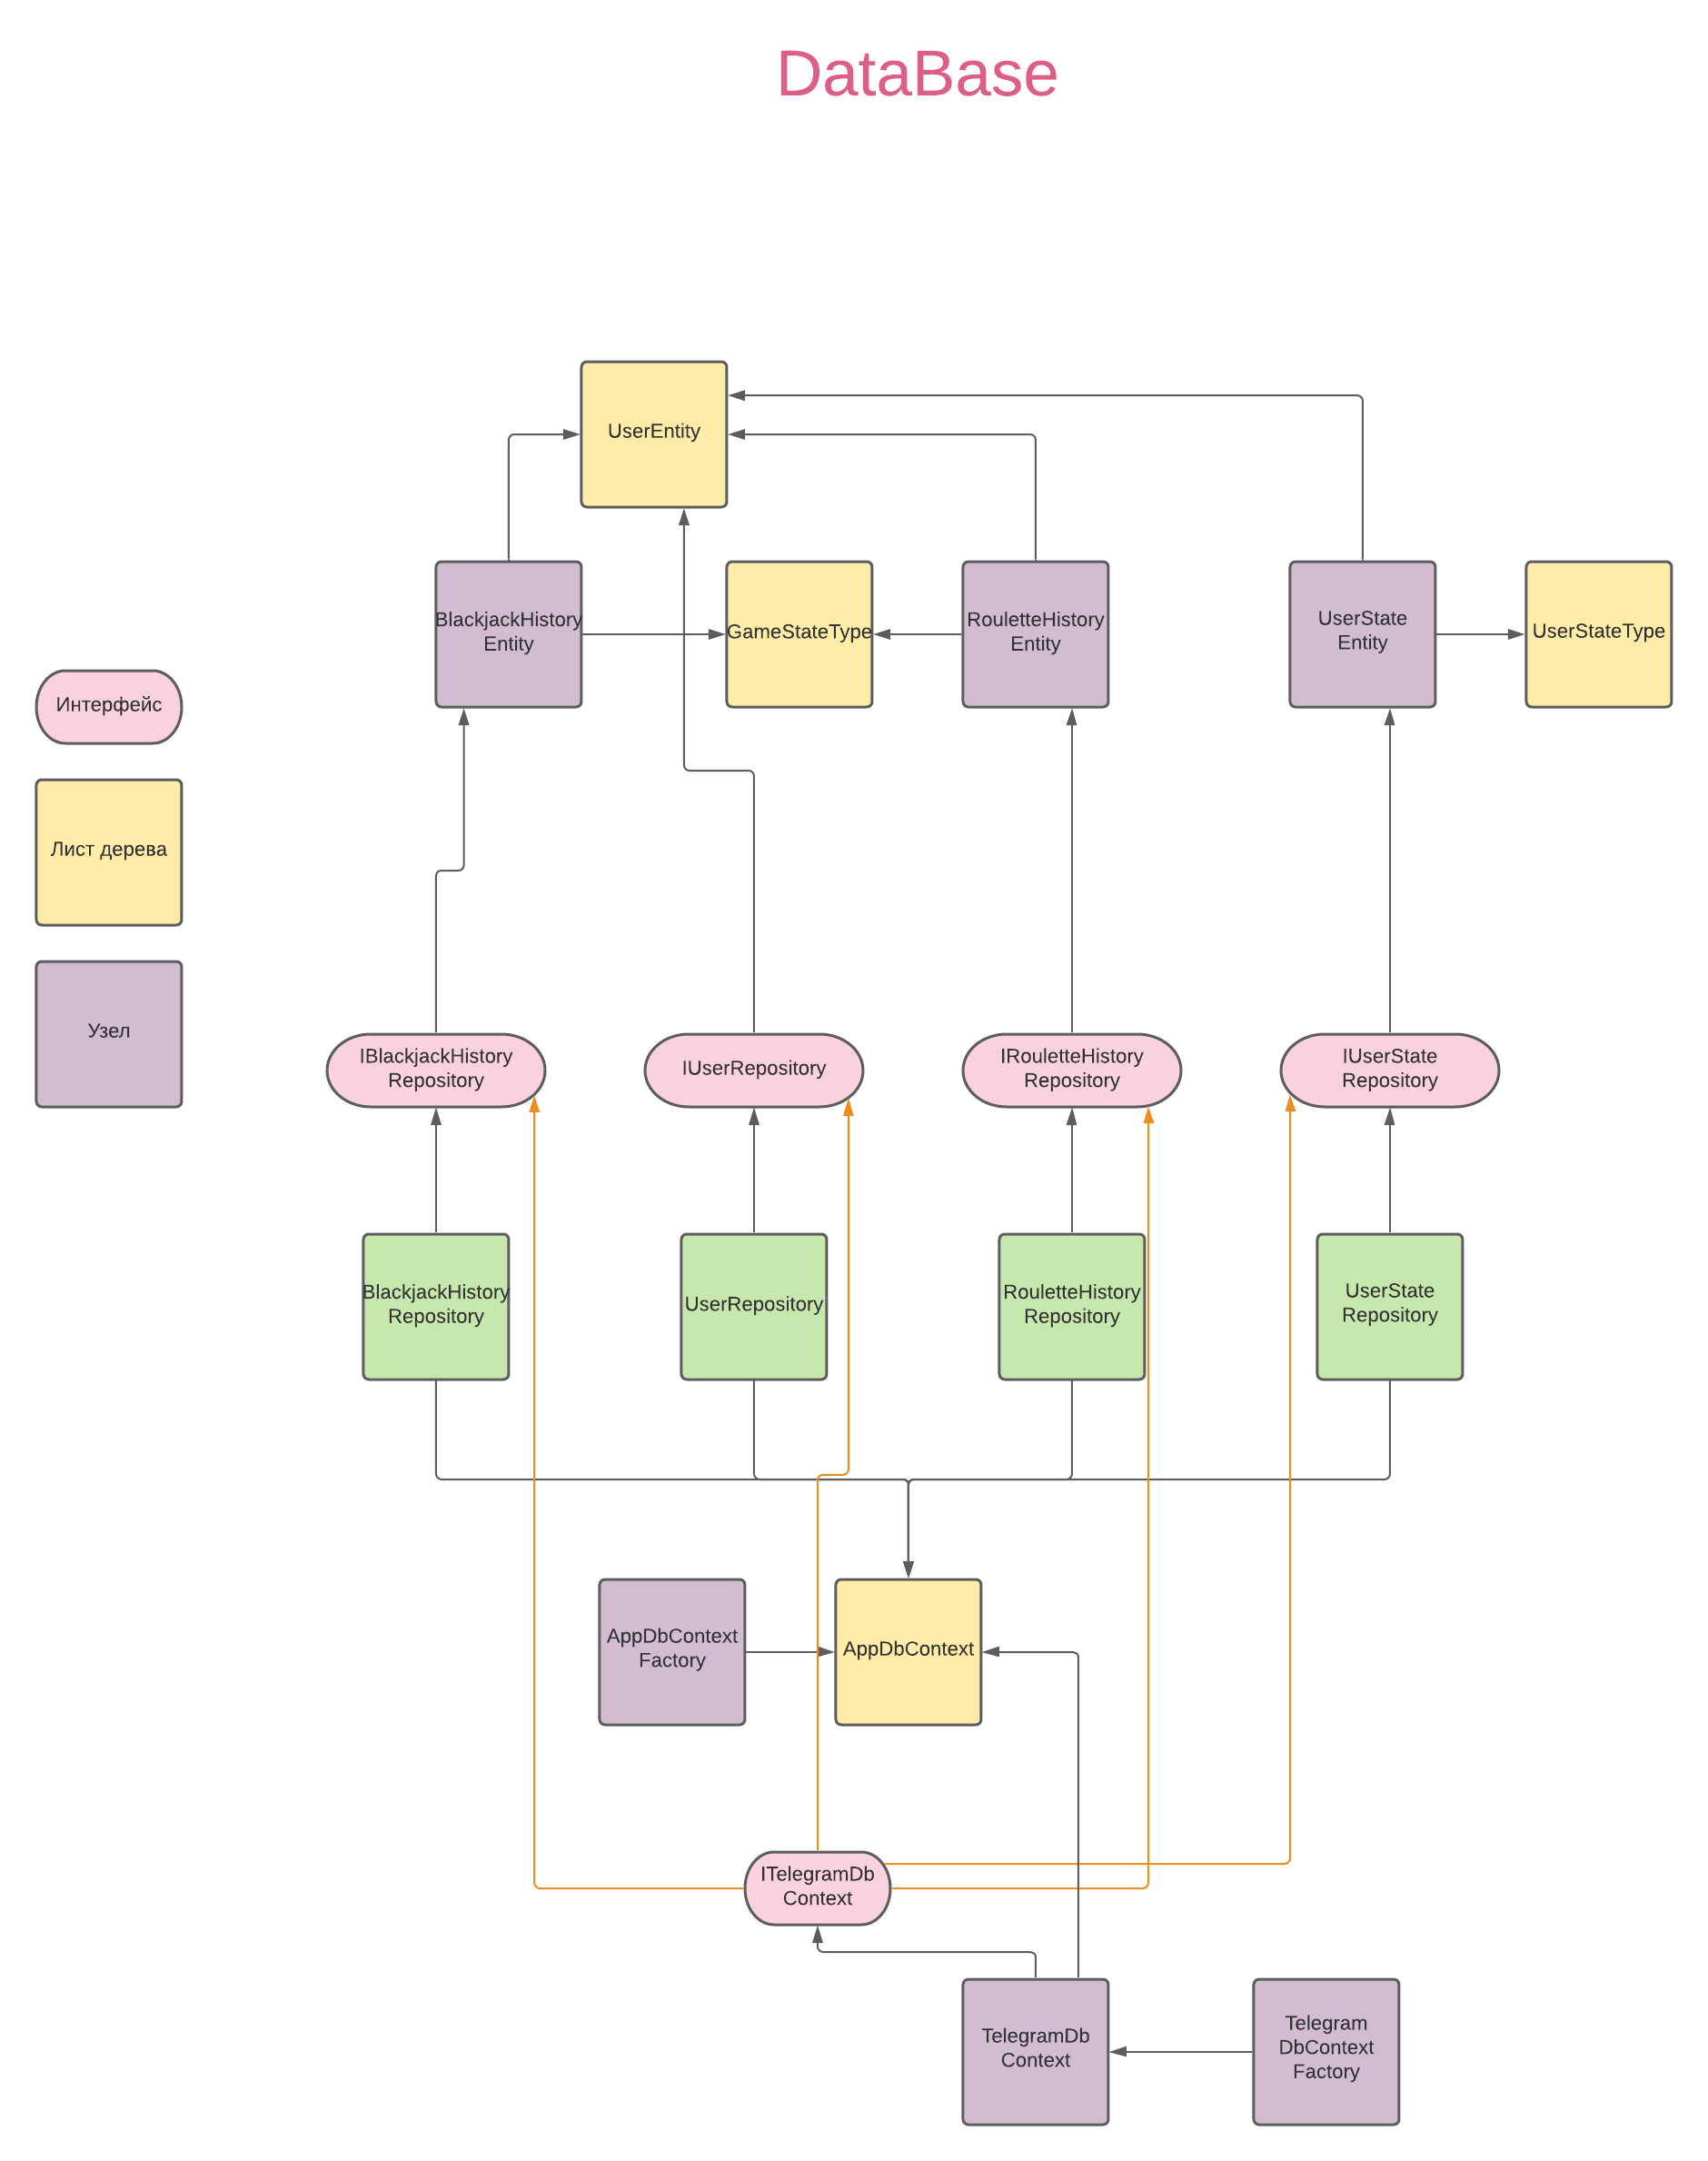 DataBase
UserEntity
BlackjackHistory
Entity
GameStateType
RouletteHistory
Entity
UserState
Entity
UserStateType
Интерфейс
Лист дерева
Узел
IBlackjackHistory
Repository
IUserRepository
IRouletteHistory
Repository
IUserState
Repository
BlackjackHistory
Repository
UserRepository
RouletteHistory
Repository
UserState
Repository
AppDbContext
Factory
AppDbContext
ITelegramDb
Context
TelegramDb
Context
Telegram
DbContext
Factory